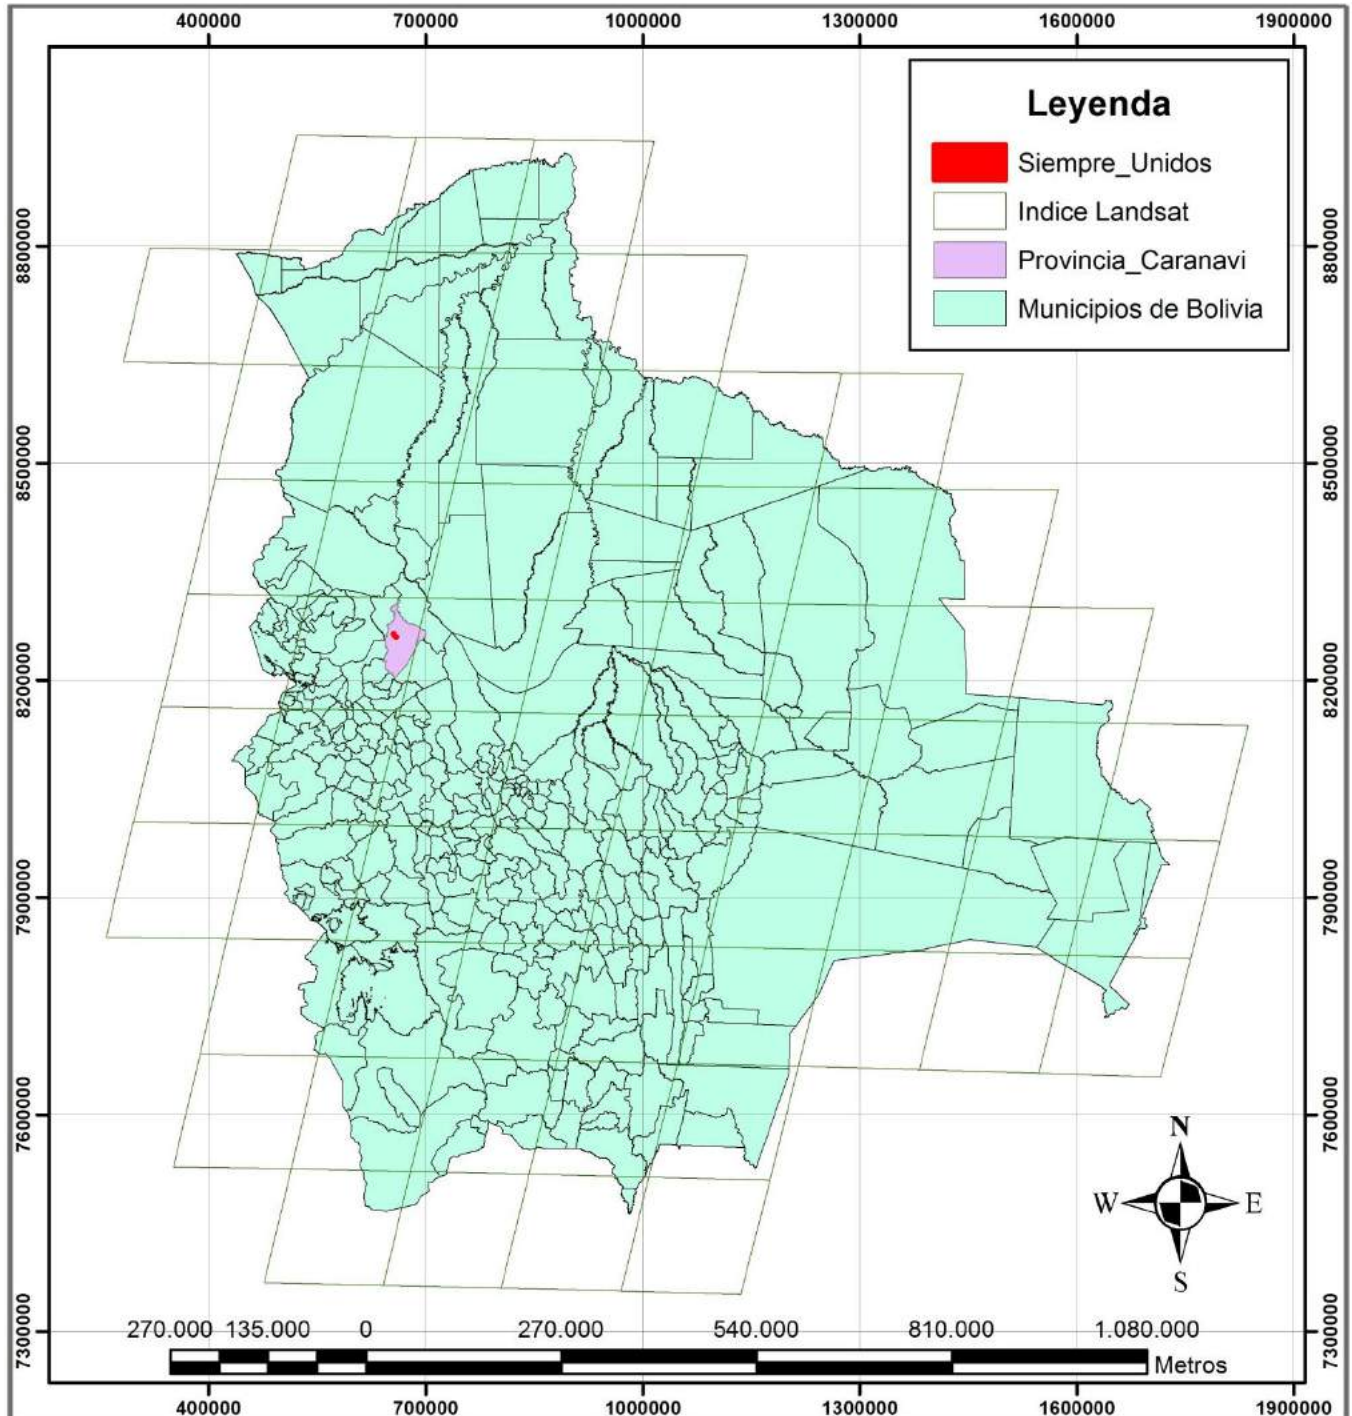 400000 700000 1000000 1300000 1600000 1900000
Leyenda
Siempre_Unidos
Indice Landsat
Provincia_Caranavi
Municipios de Bolivia
8800000 8800000
8500000 8500000
8200000 8200000
7900000 7900000
7600000 7600000
N
W E
S
7300000 7300000
270.000 135.000 0 270.000 540.000 810.000 1.080.000
Metros
400000 700000 1000000 1300000 1600000 1900000